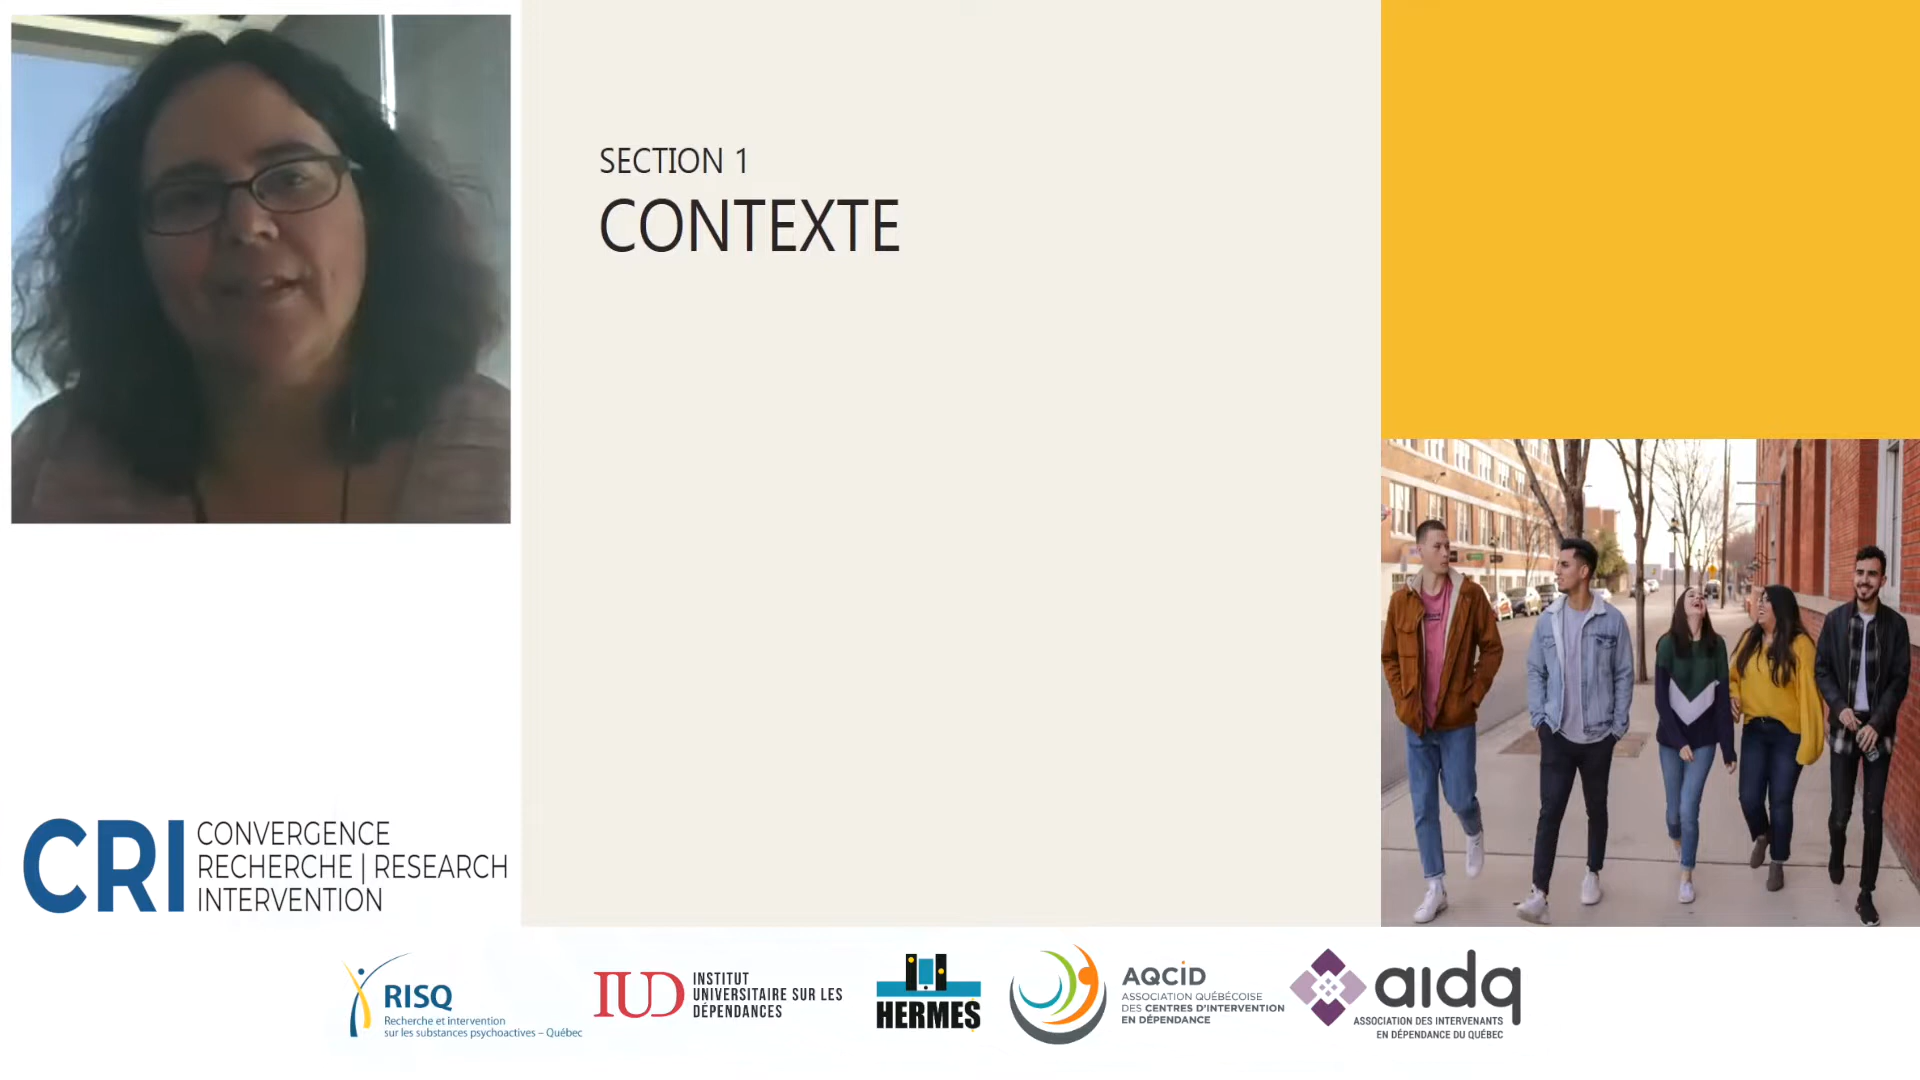 SECTION 1
CONTEXTE
CRI
CONVERGENCE
RECHERCHE | RESEARCH
INTERVENTION
RISQ
Recherche et intervention
sur les substances psychoactives – Québec
IUD
INSTITUT
UNIVERSITAIRE SUR LES
DÉPENDANCES
HERMES
AQCiD
ASSOCIATION QUÉBÉCOISE
DES CENTRES D'INTERVENTION
EN DÉPENDANCE
aidq
ASSOCIATION DES INTERVENANTS
EN DÉPENDANCE DU QUÉBEC